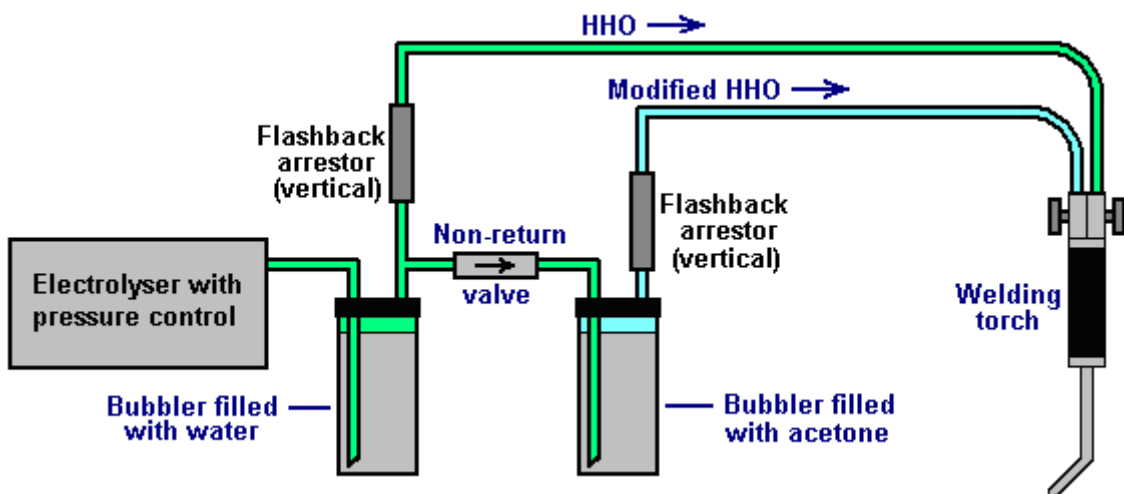 HHO
Modified HHO
Flashback
arrestor
(vertical)
Non-return
valve
Flashback
arrestor
(vertical)
Electrolyser with
pressure control
Welding
torch
Bubbler filled
with water
Bubbler filled
with acetone